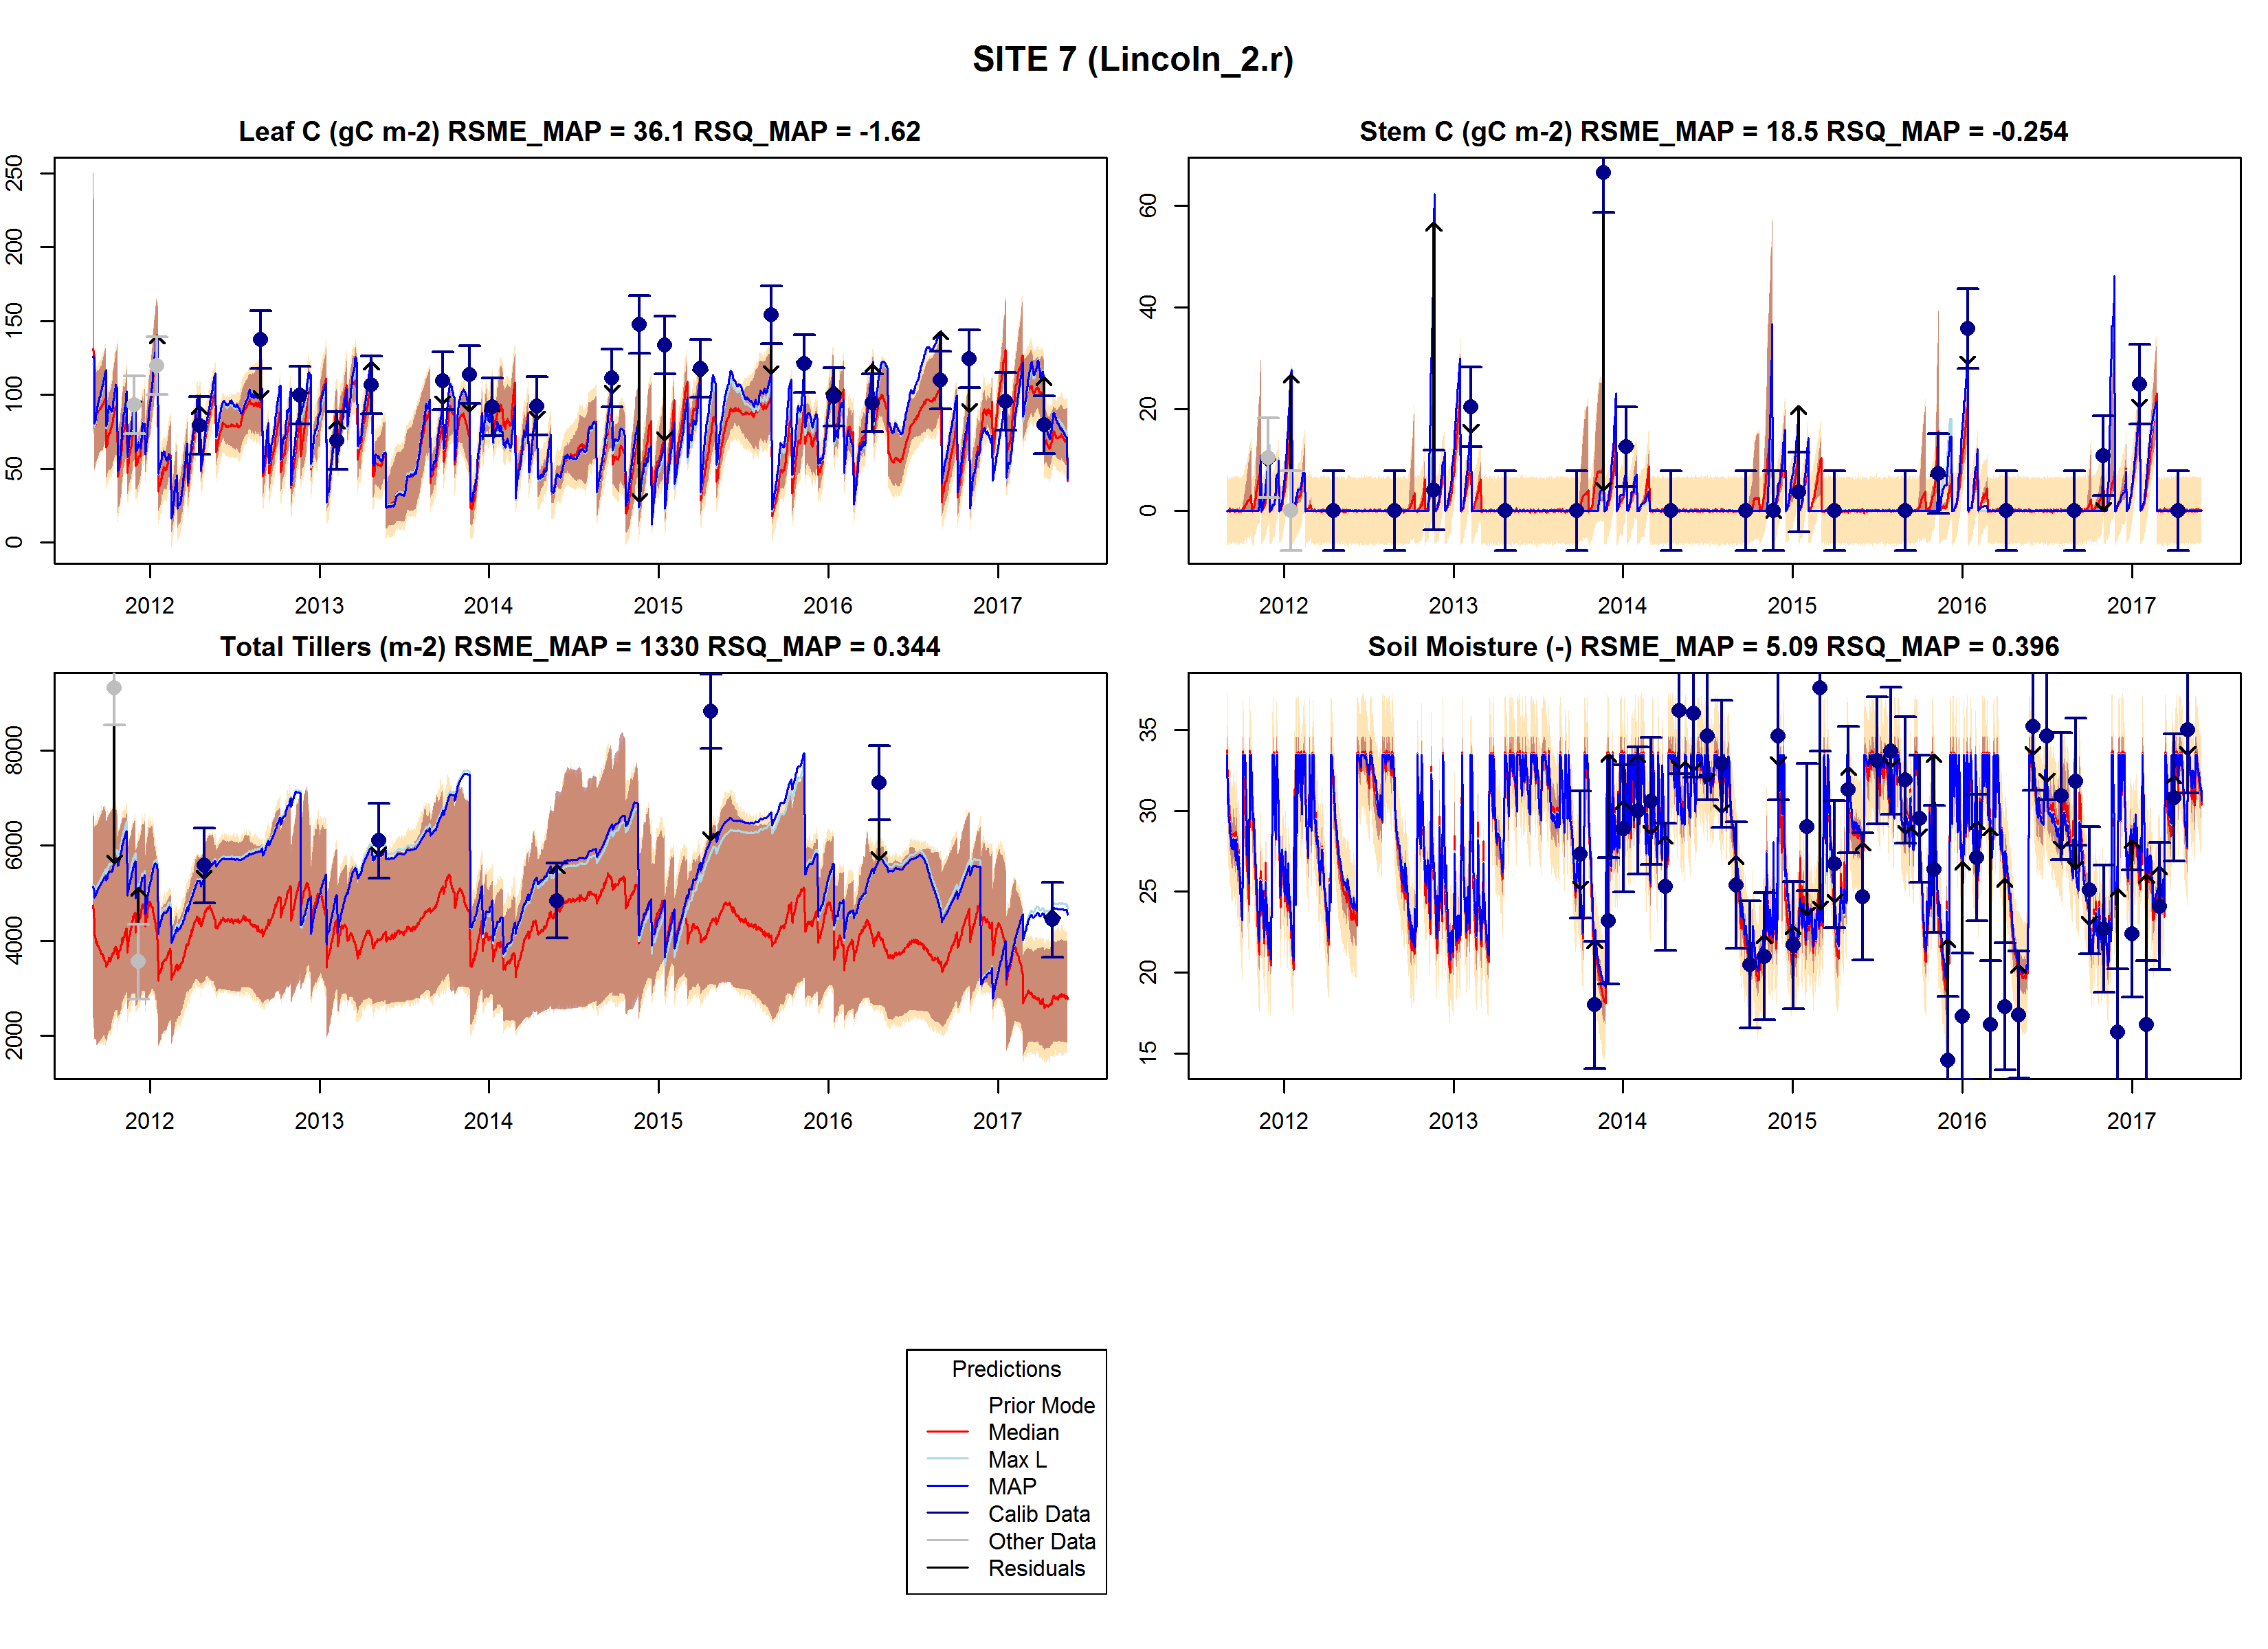 SITE 7 (Lincoln_2.r)
Leaf C (gC m-2) RSME_MAP = 36.1 RSQ_MAP = -1.62
250
200
150
100
50
0
2012 2013 2014 2015 2016 2017
Stem C (gC m-2) RSME_MAP = 18.5 RSQ_MAP = -0.254
60
40
20
0
2012 2013 2014 2015 2016 2017
Total Tillers (m-2) RSME_MAP = 1330 RSQ_MAP = 0.344
8000
6000
4000
2000
2012 2013 2014 2015 2016 2017
Soil Moisture (-) RSME_MAP = 5.09 RSQ_MAP = 0.396
35
30
25
20
15
2012 2013 2014 2015 2016 2017
Predictions
Prior Mode
Median
Max L
MAP
Calib Data
Other Data
Residuals